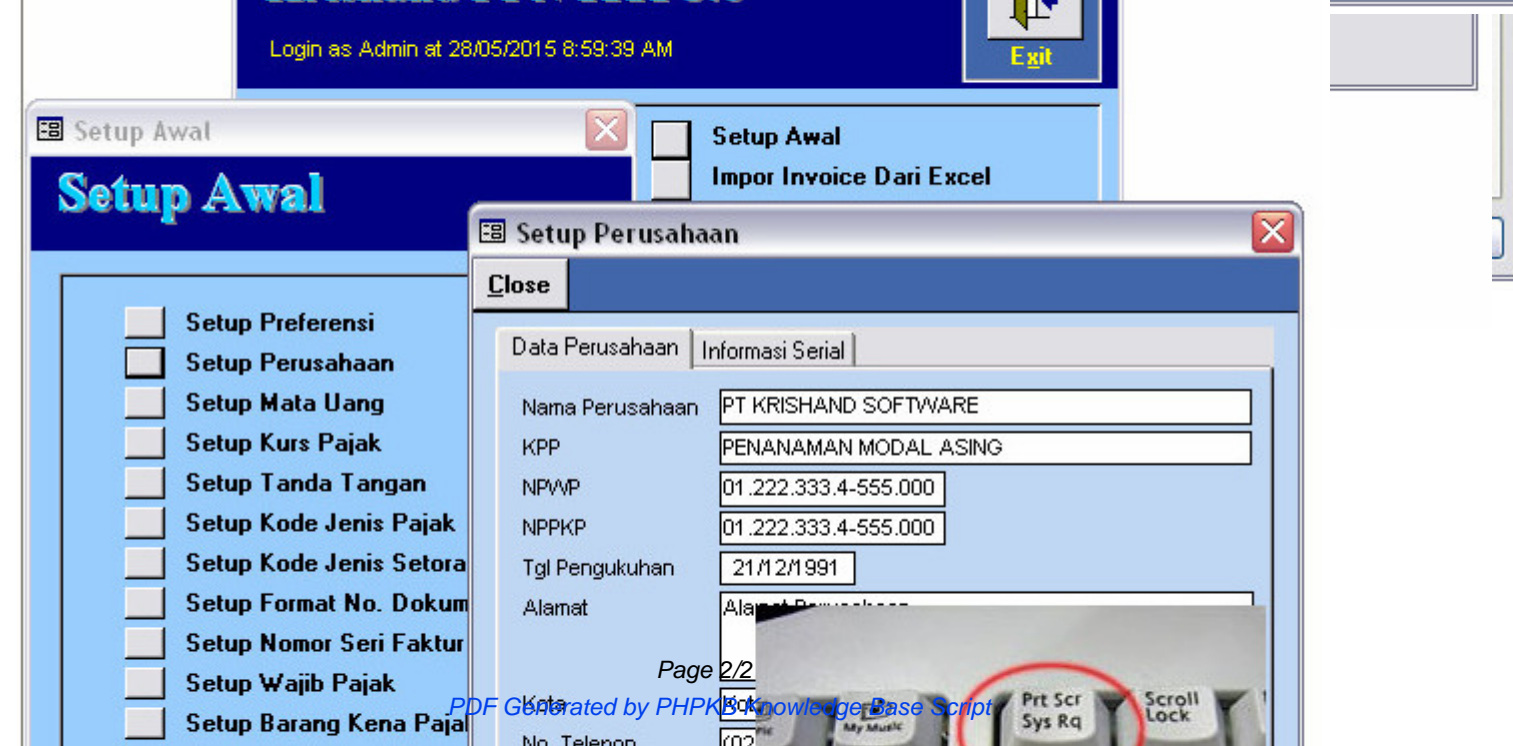 Login as Admin at 28/05/2015 8:59:39 AM
Exit
Setup Awal
Setup Awal
Impor Invoice Dari Excel
Setup Awal
Setup Perusahaan
Close
Setup Preferensi
Setup Perusahaan
Setup Mata Uang
Setup Kurs Pajak
Setup Tanda Tangan
Setup Kode Jenis Pajak
Setup Kode Jenis Setora
Setup Format No. Dokum
Setup Nomor Seri Faktur
Setup Wajib Pajak
Setup Barang Kena Paja
Data Perusahaan Informasi Serial
Nama Perusahaan PT KRISHAND SOFTWARE
KPP PENANAMAN MODAL ASING
NPWP 01.222.333.4-555.000
NPPKP 01.222.333.4-555.000
Tgl Pengukuhan 21/12/1991
Alamat
Kota
No. Telepon (02
Page 2/2
PDF Generated by PHPKB Knowledge Base Script
My Music
Prt Scr
Sys Rq
Scroll
Lock